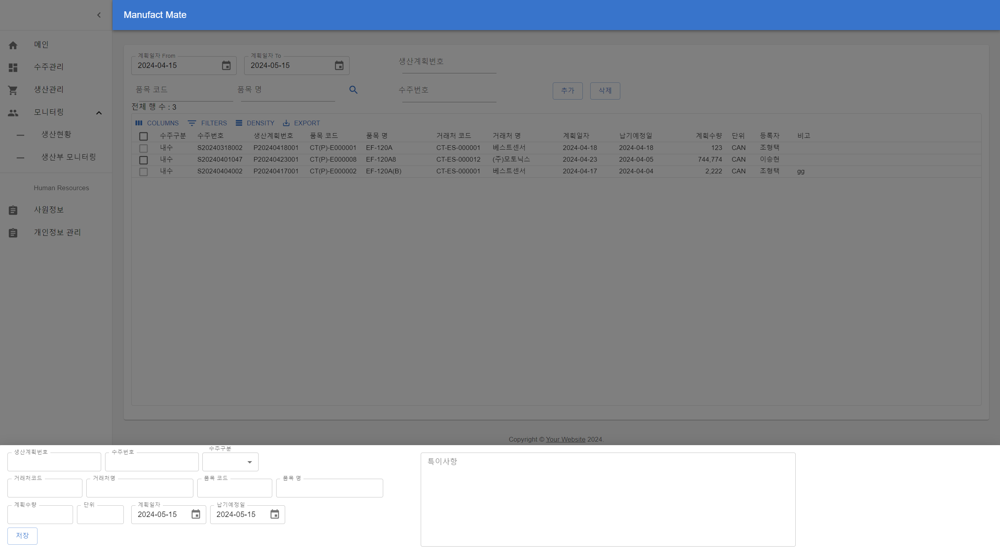 Manufact Mate
메인
수주관리
생산관리
모니터링
생산현황
생산부 모니터링
Human Resources
사원정보
개인정보 관리
계획일자 From 계획일자 To
2024-04-15 2024-05-15 생산계획번호
품목 코드 품목 명 수주번호 추가 삭제
전체 행 수 : 3
COLUMNS FILTERS DENSITY EXPORT
수주구분 수주번호 생산계획번호 품목 코드 품목 명 거래처 코드 거래처 명 계획일자 납기예정일 계획수량 단위 등록자 비고
내수 S20240318002 P20240418001 CT(P)-E000001 EF-120A CT-ES-000001 베스트센서 2024-04-18 2024-04-18 123 CAN 조형택
내수 S20240401047 P20240423001 CT(P)-E000008 EF-120A8 CT-ES-000012 (주)모토닉스 2024-04-23 2024-04-05 744,774 CAN 이승현
내수 S20240404002 P20240417001 CT(P)-E000002 EF-120A(B) CT-ES-000001 베스트센서 2024-04-17 2024-04-04 2,222 CAN 조형택 gg
Copyright © Your Website 2024.
생산계획번호 수주번호 수주구분
특이사항
거래처코드 거래처명 품목 코드 품목 명
계획수량 단위 계획일자 납기예정일
2024-05-15 2024-05-15
저장